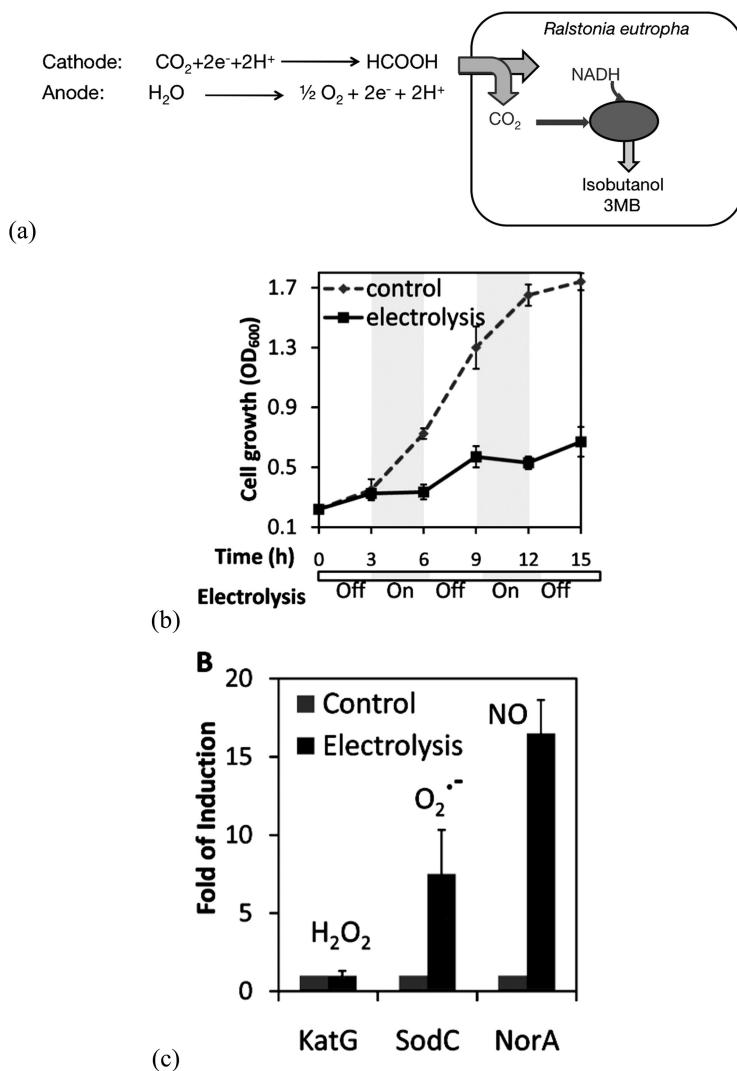 Ralstonia eutropha
Cathode: CO₂+2e⁻+2H⁺ ⟶ HCOOH
Anode: H₂O ⟶ ½ O₂ + 2e⁻ + 2H⁺
NADH
CO₂
Isobutanol
3MB
(a)
1.7
1.3
0.9
0.5
0.1
Cell growth (OD₆₀₀)
control
electrolysis
0 3 6 9 12 15
Time (h)
Electrolysis Off On Off On Off
(b)
B
20
15
10
5
0
Fold of Induction
Control
Electrolysis
H₂O₂
O₂˙⁻
NO
KatG SodC NorA
(c)